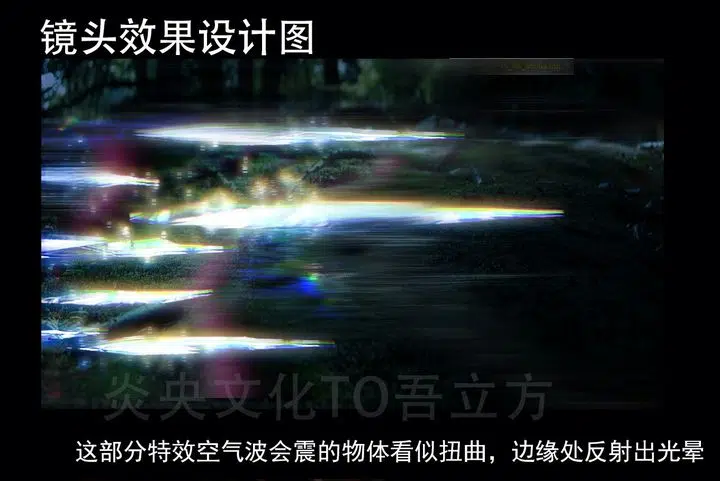 镜头效果设计图
炎央文化TO吾立方
这部分特效空气波会震的物体看似扭曲，边缘处反射出光晕